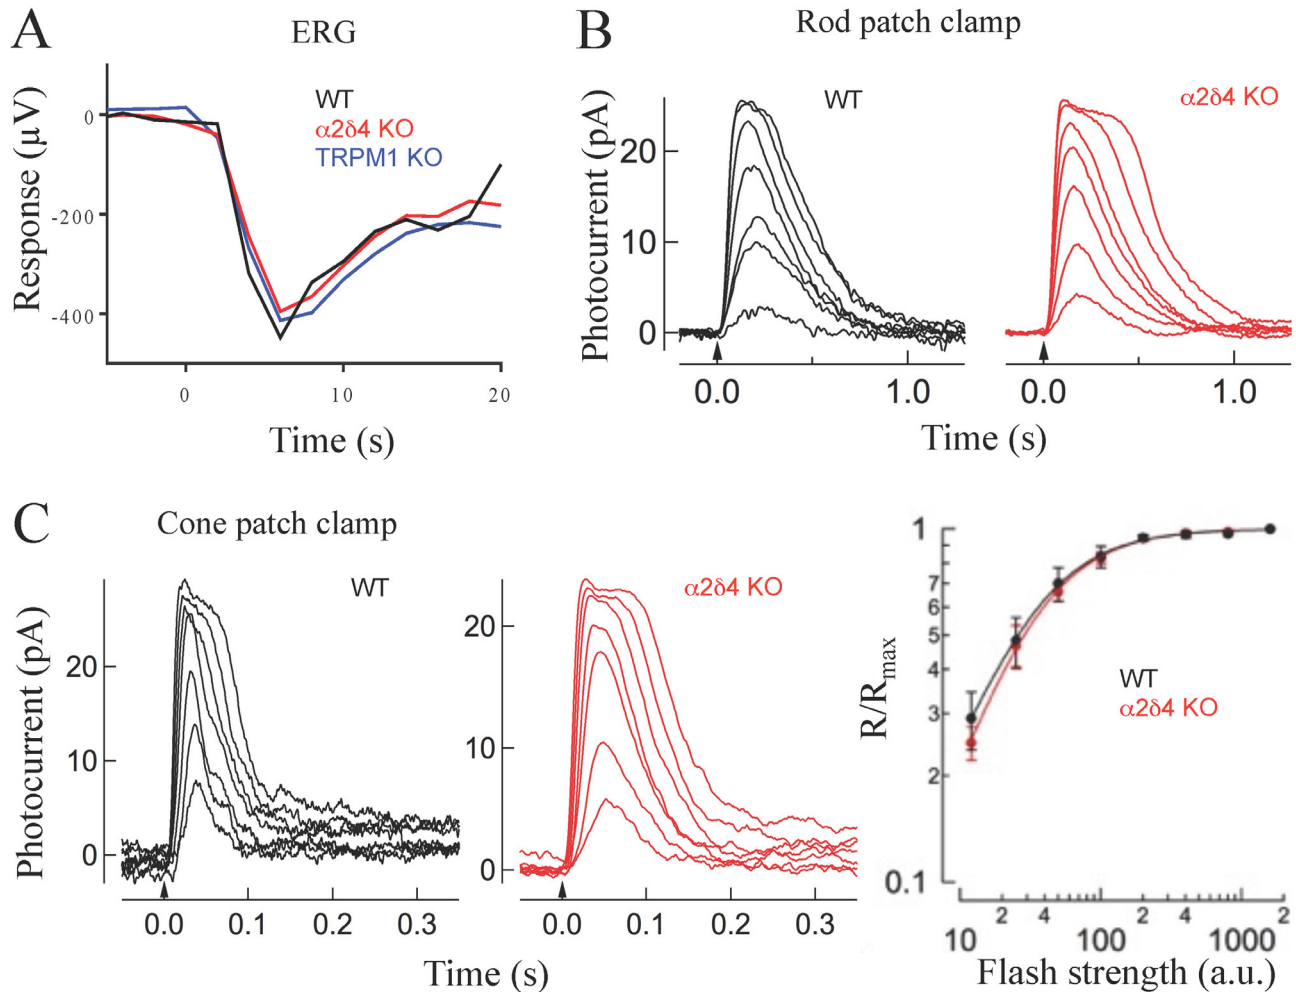 A
ERG
Response (μV)
0
-200
-400
WT
α2δ4 KO
TRPM1 KO
0
10
20
Time (s)
B
Rod patch clamp
Photocurrent (pA)
20
10
0
WT
α2δ4 KO
0.0
1.0
0.0
1.0
Time (s)
C
Cone patch clamp
Photocurrent (pA)
20
10
0
WT
20
10
0
α2δ4 KO
0.0
0.1
0.2
0.3
0.0
0.1
0.2
0.3
Time (s)
R/Rmax
1
7
6
5
4
3
2
0.1
WT
α2δ4 KO
10
2
4
100
2
4
1000
2
Flash strength (a.u.)